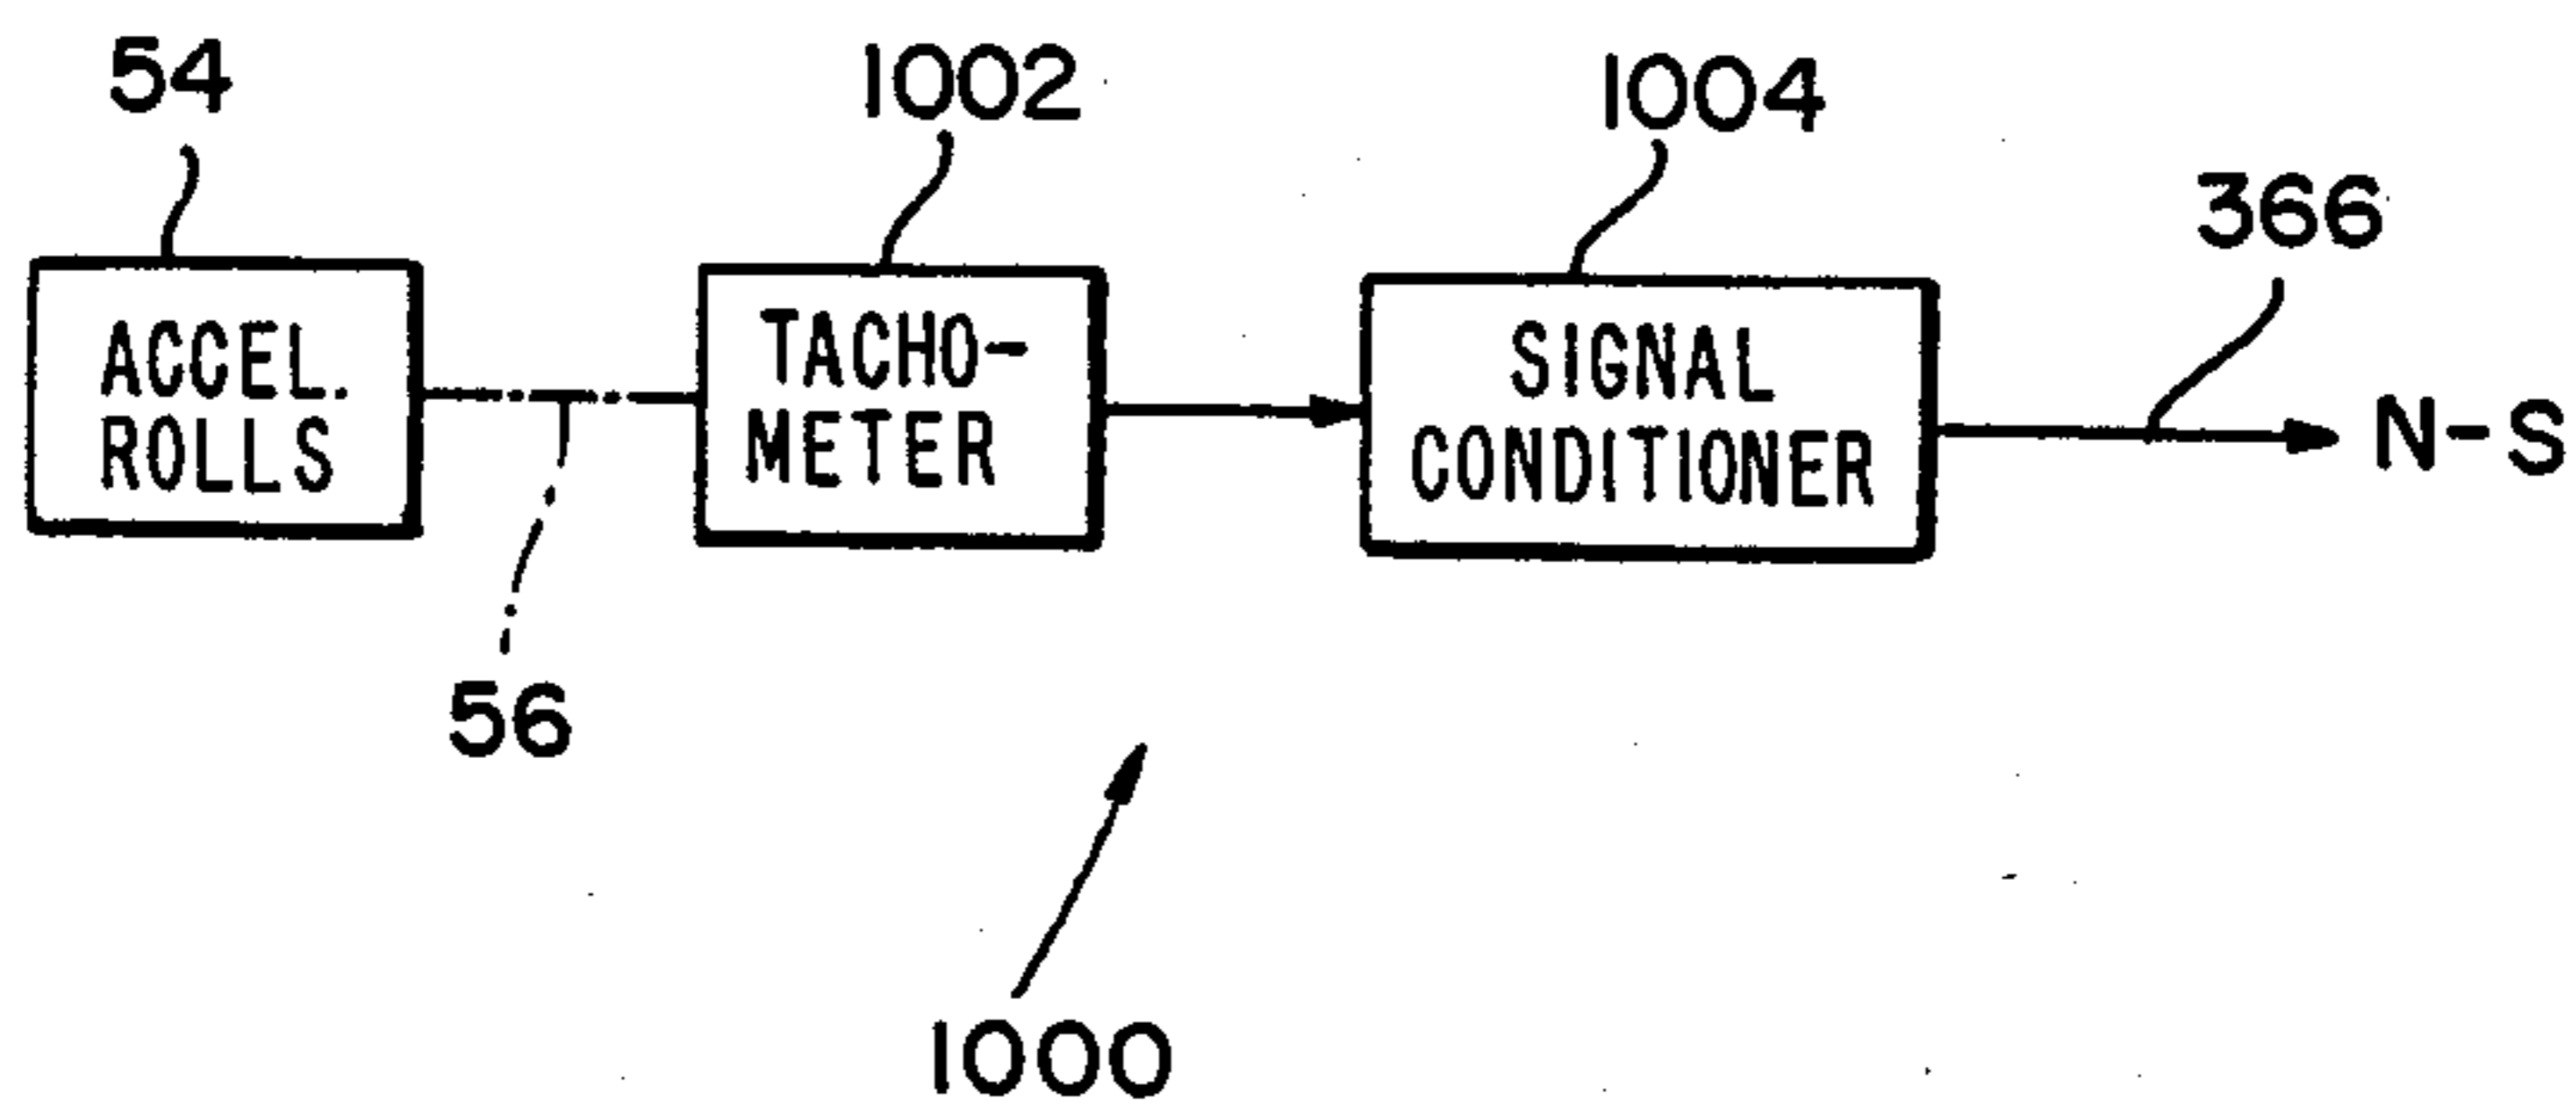 54
1002
1004
366
ACCEL.
ROLLS
TACHO-
METER
SIGNAL
CONDITIONER
N-S
56
1000